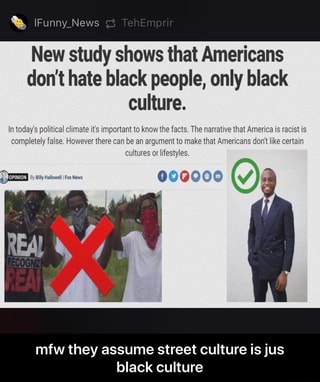 IFunny_News TehEmprir
New study shows that Americans
don't hate black people, only black
culture.
In today's political climate it's important to know the facts. The narrative that America is racist is
completely false. However there can be an argument to make that Americans don't like certain
cultures or lifestyles.
OPINION By Billy Hallowell | Fox News
REAL
RECOGNIZE
REAL
mfw they assume street culture is jus
black culture